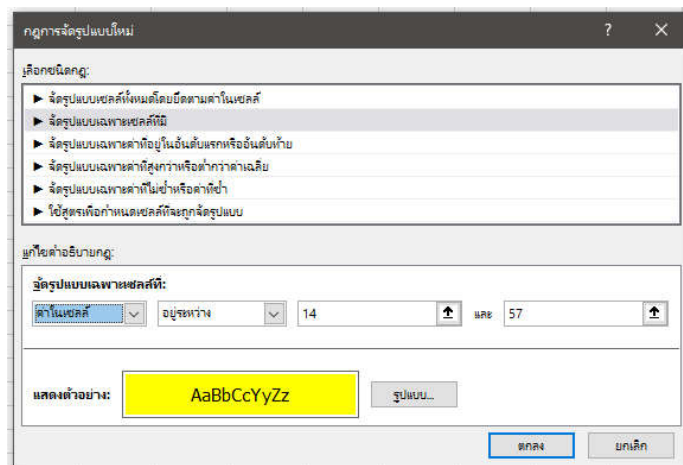 กฎการจัดรูปแบบใหม่ ?
เลือกชนิดกฎ:
► จัดรูปแบบเซลล์ทั้งหมดโดยยึดตามค่าในเซลล์
► จัดรูปแบบเฉพาะเซลล์ที่มี
► จัดรูปแบบเฉพาะค่าที่อยู่ในอันดับแรกหรืออันดับท้าย
► จัดรูปแบบเฉพาะค่าที่สูงกว่าหรือต่ำกว่าค่าเฉลี่ย
► จัดรูปแบบเฉพาะค่าที่ไม่ซ้ำหรือค่าที่ซ้ำ
► ใช้สูตรเพื่อกำหนดเซลล์ที่จะถูกจัดรูปแบบ
แก้ไขคำอธิบายกฎ:
จัดรูปแบบเฉพาะเซลล์ที่:
ค่าในเซลล์ อยู่ระหว่าง 14 และ 57
แสดงตัวอย่าง: AaBbCcYyZz รูปแบบ...
ตกลง ยกเลิก